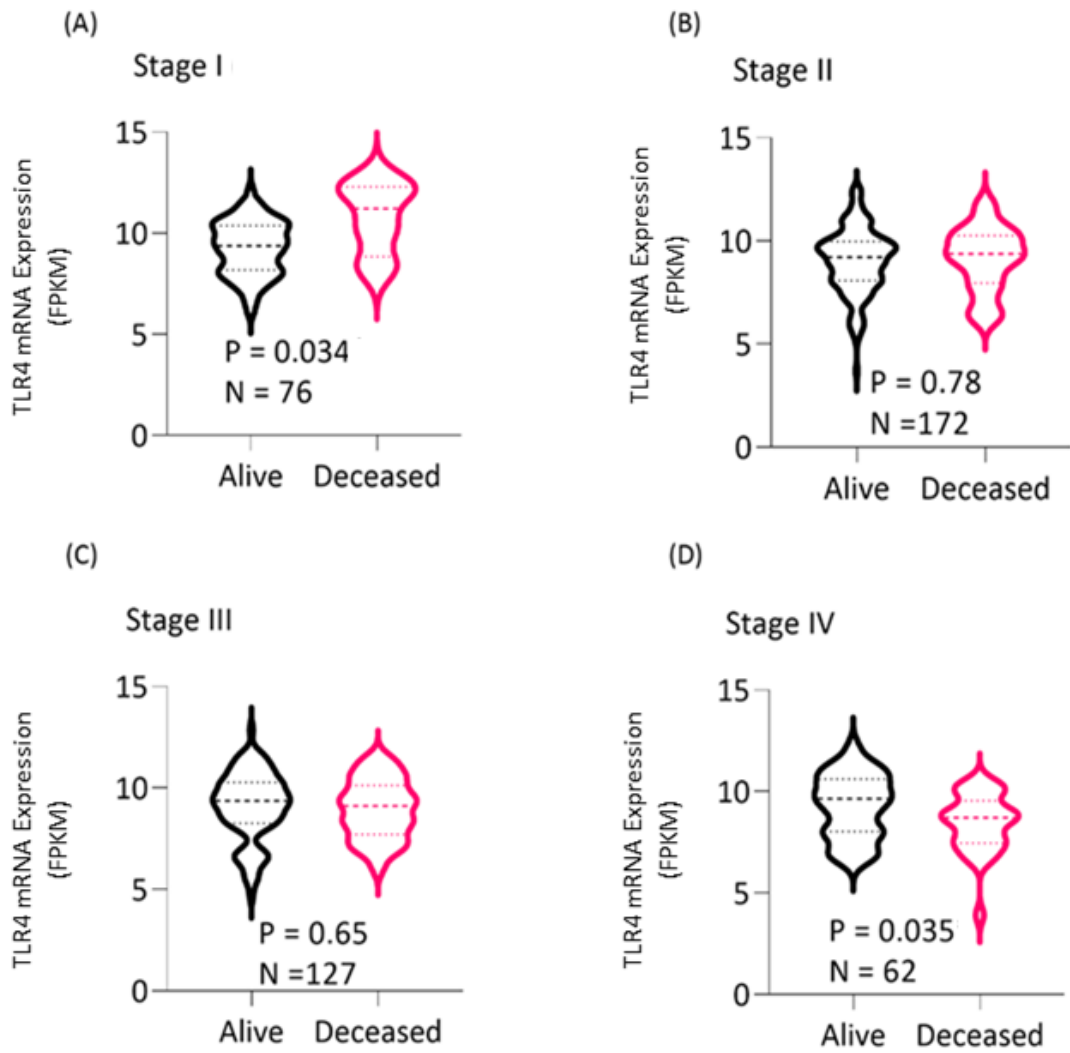 (A)
Stage I
TLR4 mRNA Expression
(FPKM)
15
10
5
0
P = 0.034
N = 76
Alive
Deceased
(B)
Stage II
TLR4 mRNA Expression
(FPKM)
15
10
5
0
P = 0.78
N =172
Alive
Deceased
(C)
Stage III
TLR4 mRNA Expression
(FPKM)
15
10
5
0
P = 0.65
N =127
Alive
Deceased
(D)
Stage IV
TLR4 mRNA Expression
(FPKM)
15
10
5
0
P = 0.035
N = 62
Alive
Deceased